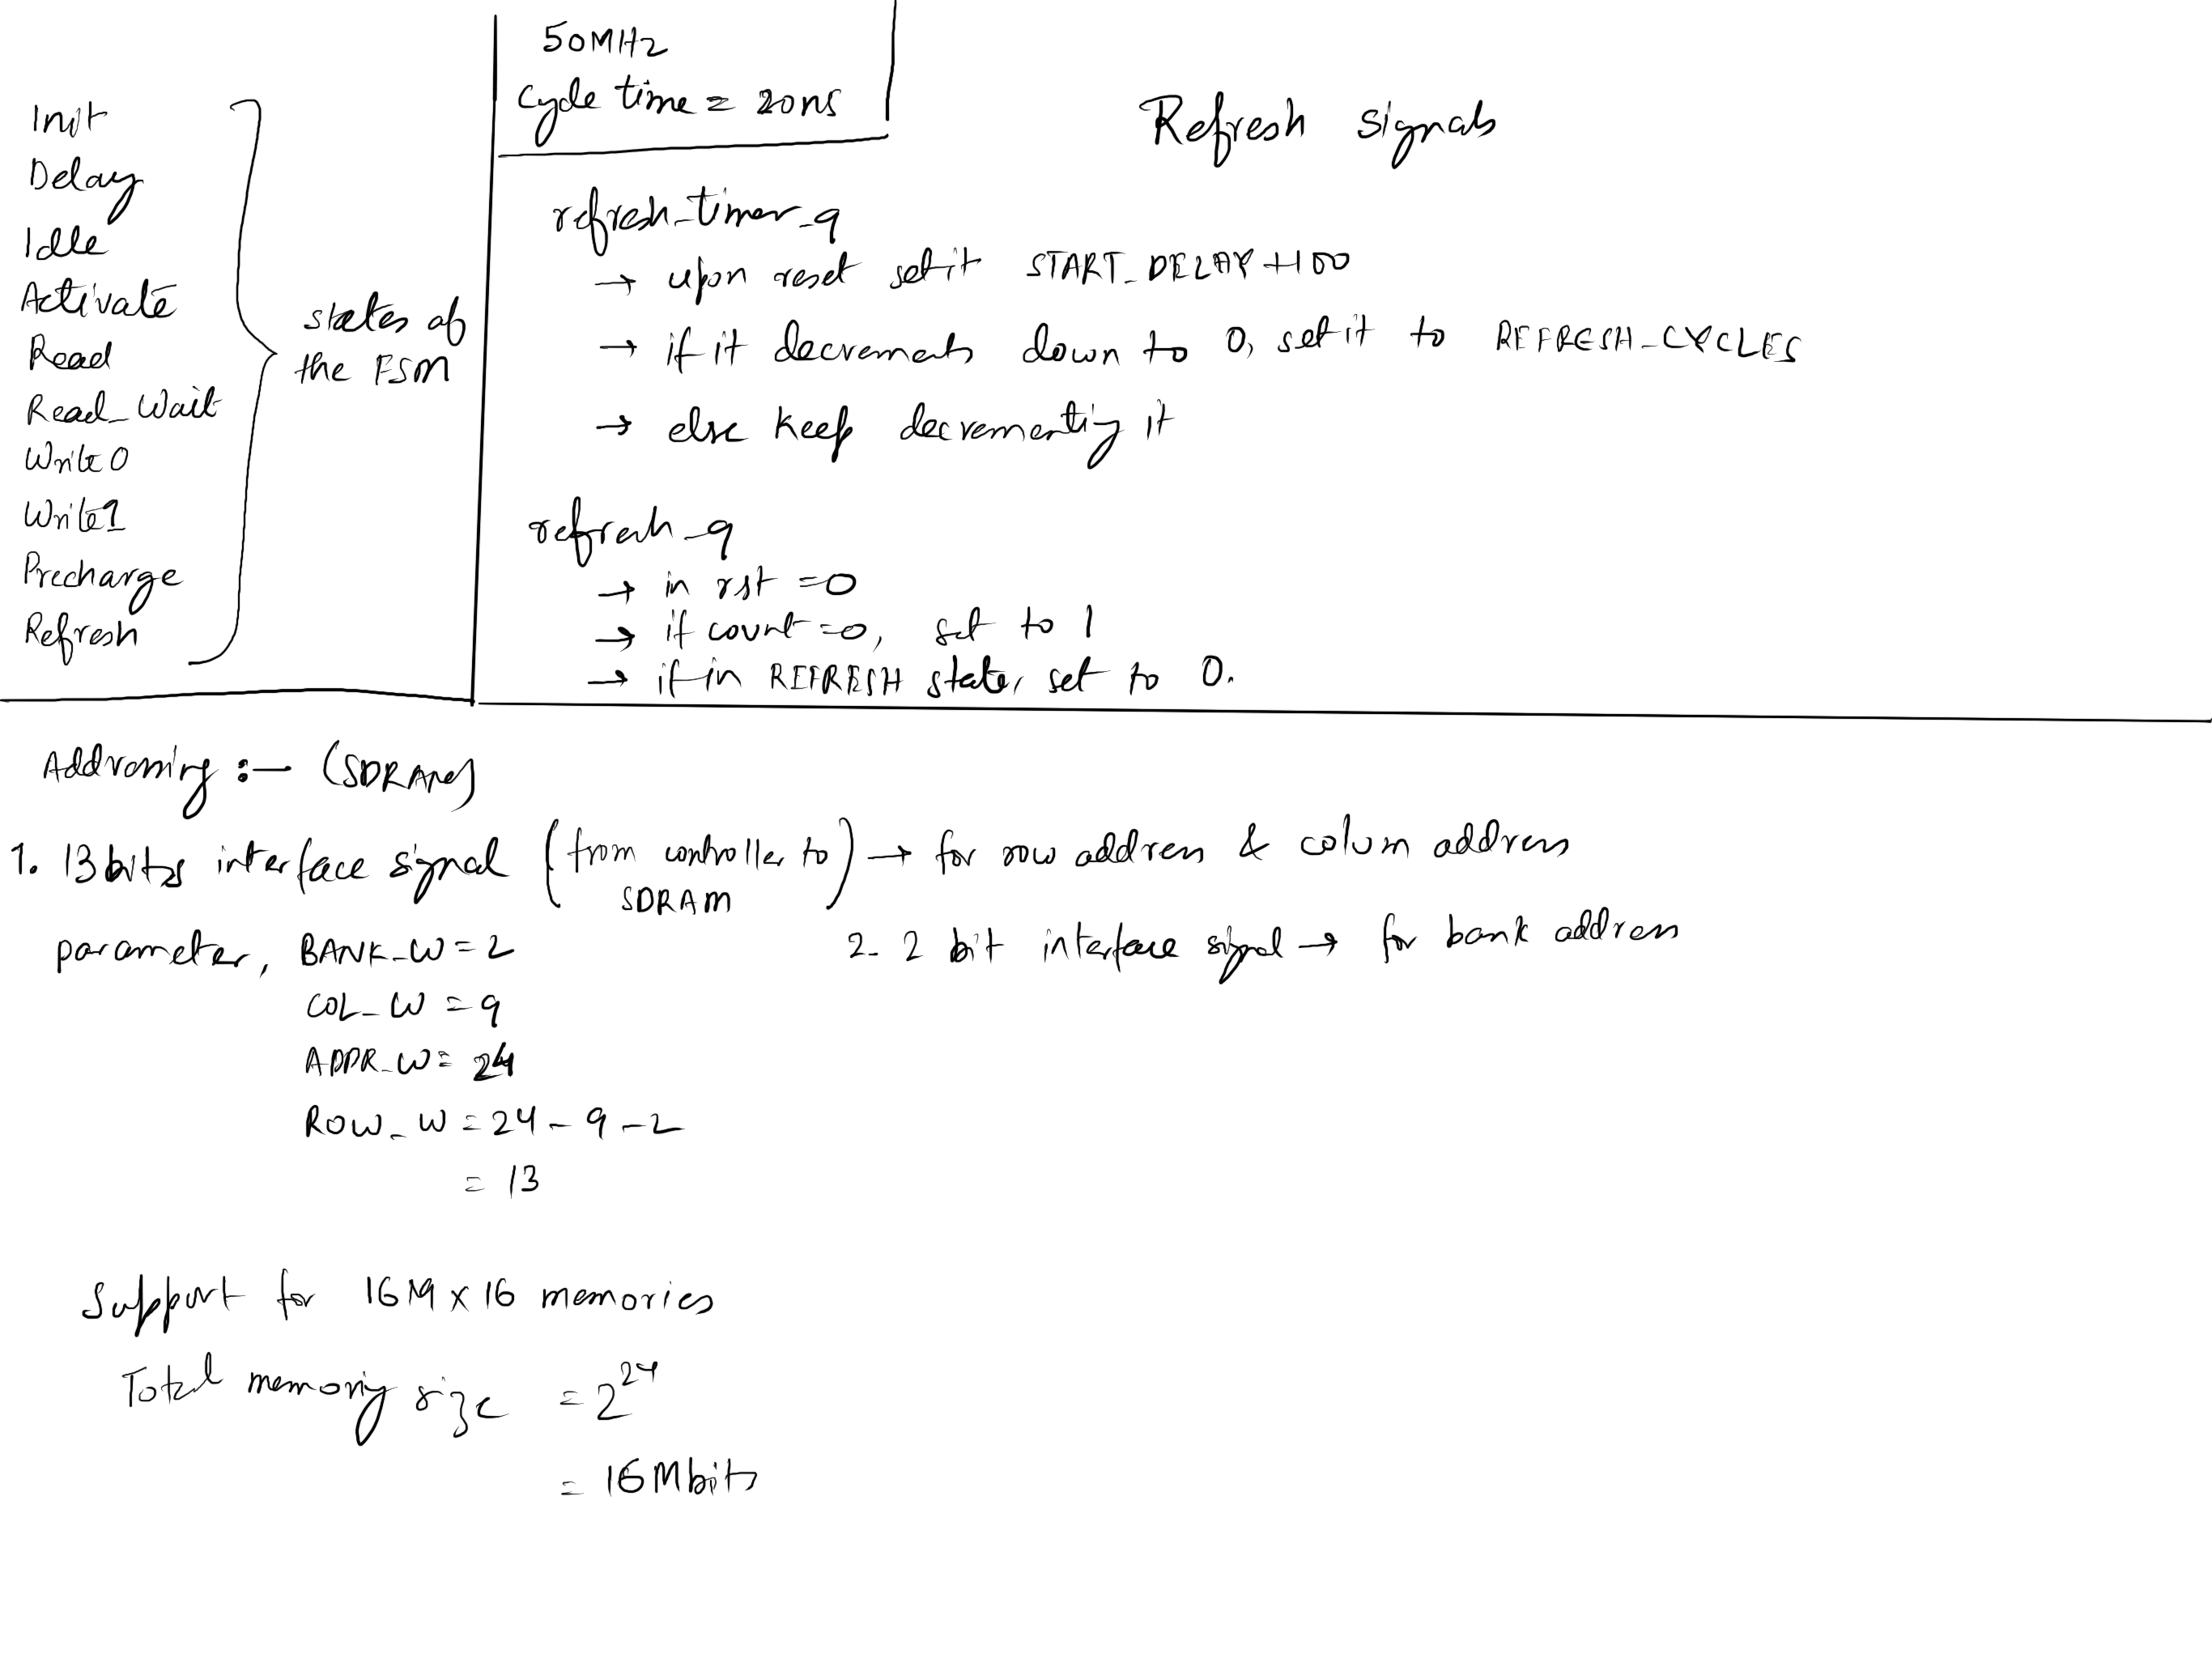 Init
Delay
Idle
Activate
Read
Read_Wait
Write0
Write1
Precharge
Refresh
states of
the FSM
50MHz
Cycle time = 20ns
Refresh signals
refresh_timer_q
→ upon reset set it START_DELAY +100
→ if it decrements down to 0, set it to REFRESH_CYCLES
→ else keep decrementing it
refresh_q
→ in rst =0
→ if count=0, set to 1
→ if in REFRESH state, set to 0.
Addressing :- (SDRAM)
1. 13 bits interface signal (from controller to SDRAM) → for row address & colum address
2. 2 bit interface signal → for bank address
parameter, BANK_W = 2
COL_W = 9
ADDR_W = 24
ROW_W = 24 - 9 - 2
= 13
Support for 16M x 16 memories
Total memory size = 2^24
= 16 Mbits